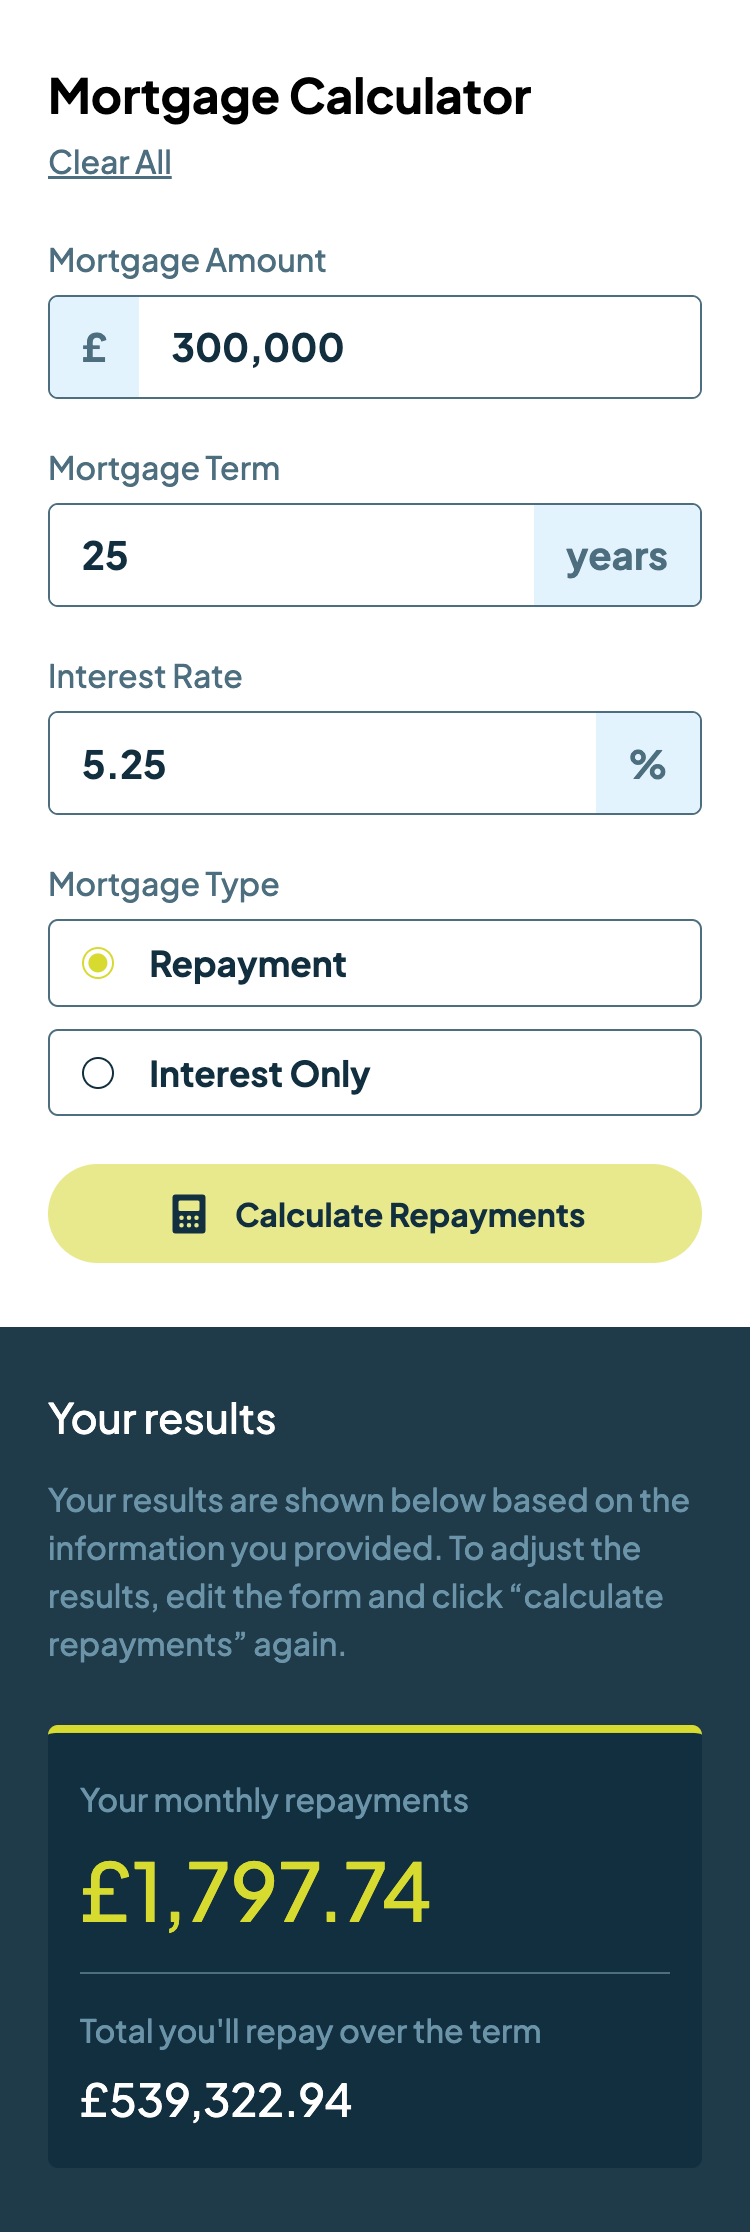 Mortgage Calculator
Clear All
Mortgage Amount
£ 300,000
Mortgage Term
25 years
Interest Rate
5.25 %
Mortgage Type
Repayment
Interest Only
Calculate Repayments
Your results
Your results are shown below based on the
information you provided. To adjust the
results, edit the form and click “calculate
repayments” again.
Your monthly repayments
£1,797.74
Total you'll repay over the term
£539,322.94